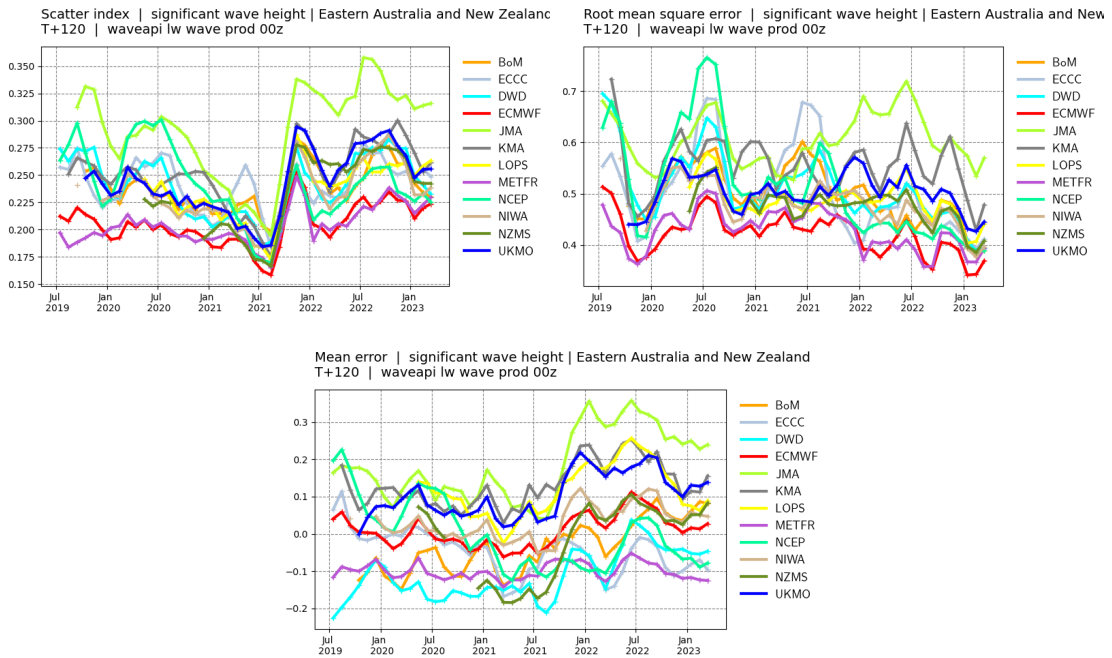 Scatter index | significant wave height | Eastern Australia and New Zealand
T+120 | waveapi lw wave prod 00z
0.350
0.325
0.300
0.275
0.250
0.225
0.200
0.175
0.150
Jul 2019
Jan 2020
Jul 2020
Jan 2021
Jul 2021
Jan 2022
Jul 2022
Jan 2023
BoM
ECCC
DWD
ECMWF
JMA
KMA
LOPS
METFR
NCEP
NIWA
NZMS
UKMO
Root mean square error | significant wave height | Eastern Australia and New
T+120 | waveapi lw wave prod 00z
0.7
0.6
0.5
0.4
Jul 2019
Jan 2020
Jul 2020
Jan 2021
Jul 2021
Jan 2022
Jul 2022
Jan 2023
BoM
ECCC
DWD
ECMWF
JMA
KMA
LOPS
METFR
NCEP
NIWA
NZMS
UKMO
Mean error | significant wave height | Eastern Australia and New Zealand
T+120 | waveapi lw wave prod 00z
0.3
0.2
0.1
0.0
−0.1
−0.2
Jul 2019
Jan 2020
Jul 2020
Jan 2021
Jul 2021
Jan 2022
Jul 2022
Jan 2023
BoM
ECCC
DWD
ECMWF
JMA
KMA
LOPS
METFR
NCEP
NIWA
NZMS
UKMO